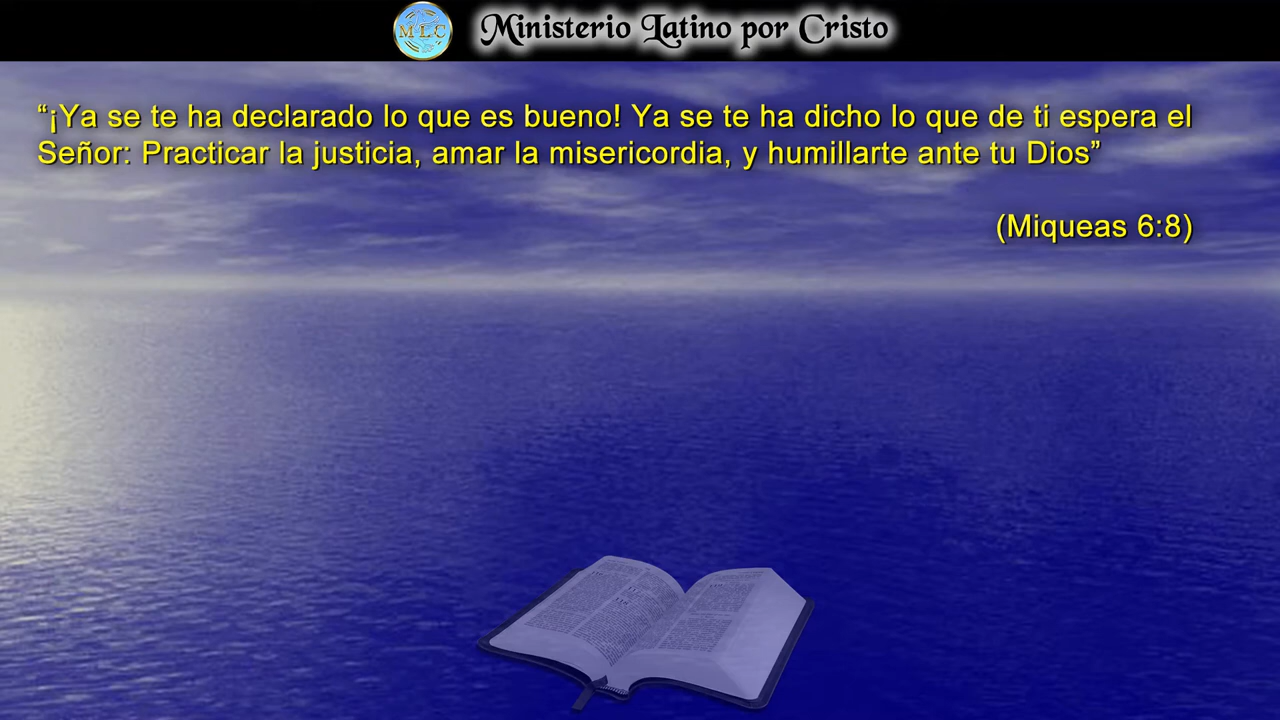 MLC
Ministerio Latino por Cristo
“¡Ya se te ha declarado lo que es bueno! Ya se te ha dicho lo que de ti espera el
Señor: Practicar la justicia, amar la misericordia, y humillarte ante tu Dios”
(Miqueas 6:8)